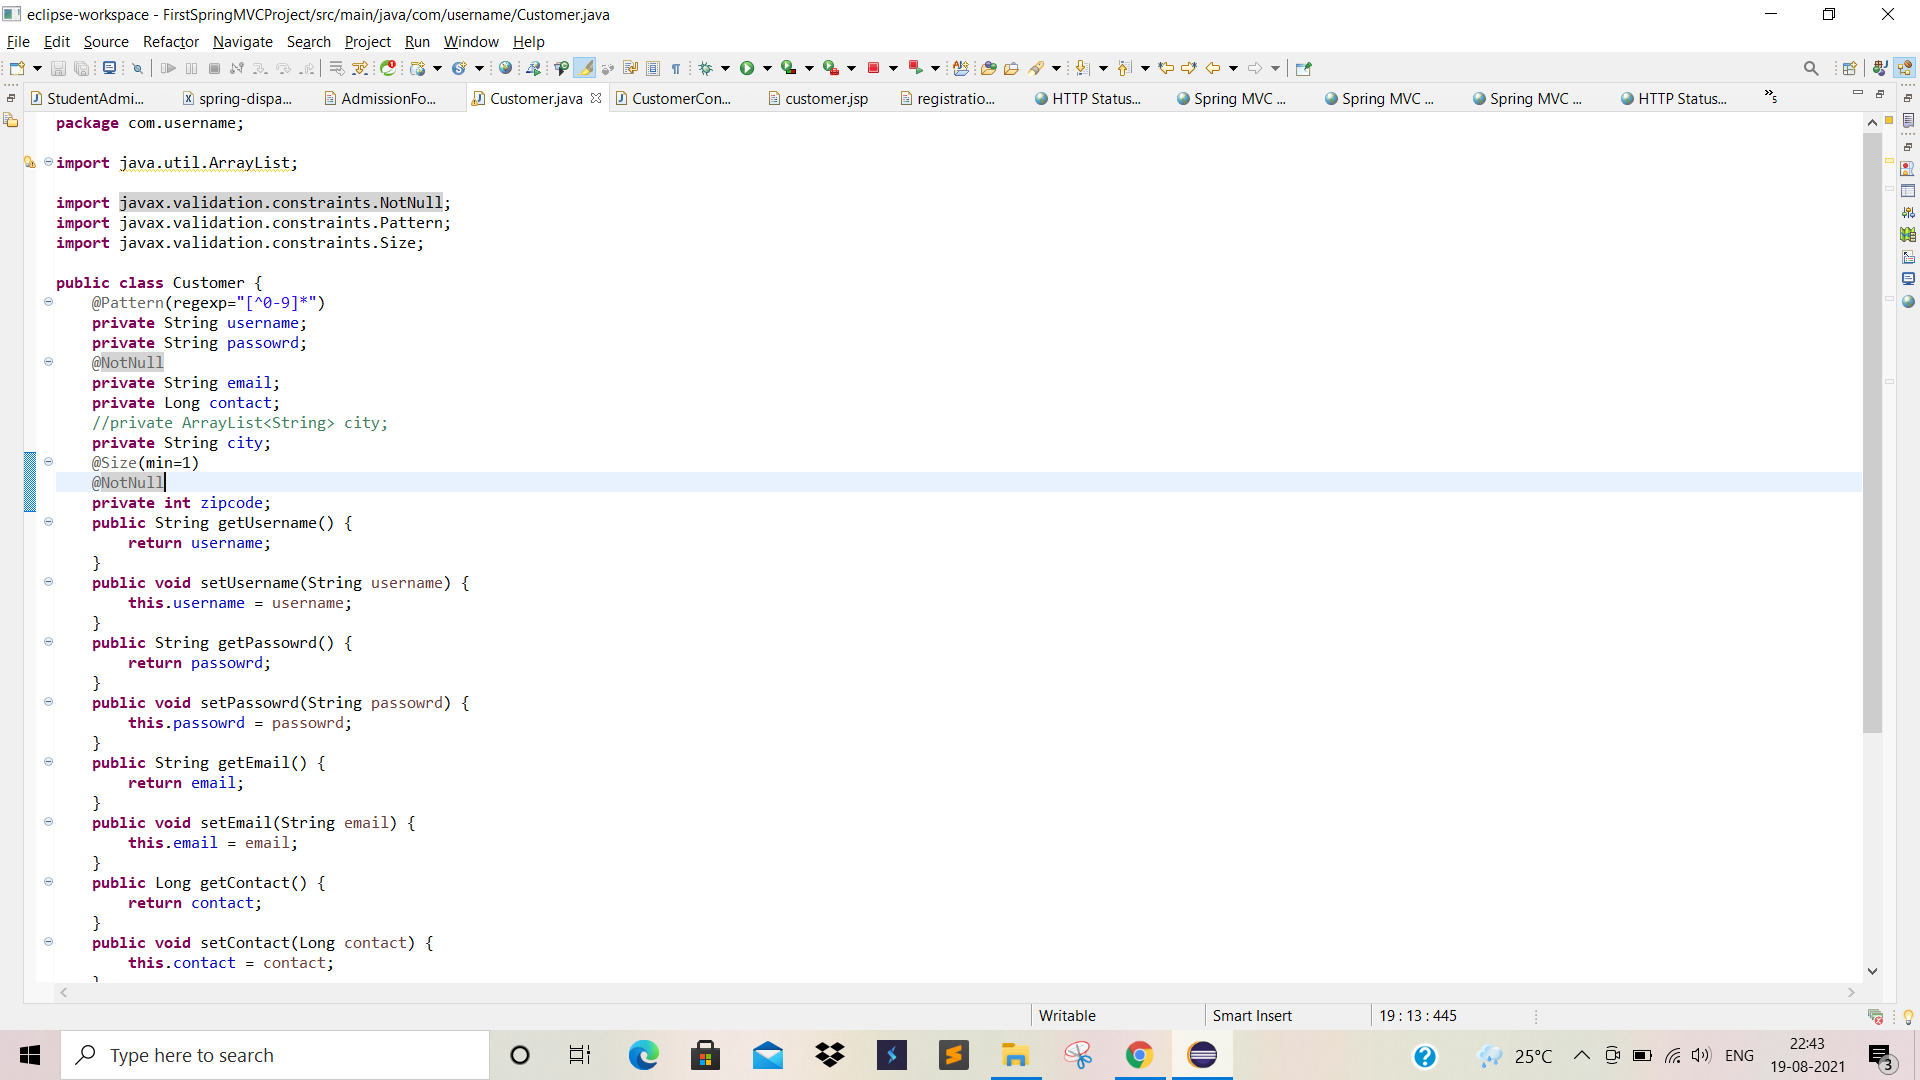 eclipse-workspace - FirstSpringMVCProject/src/main/java/com/username/Customer.java
File Edit Source Refactor Navigate Search Project Run Window Help
StudentAdmi... spring-dispa... AdmissionFo... Customer.java CustomerCon... customer.jsp registratio... HTTP Status... Spring MVC ... Spring MVC ... Spring MVC ... HTTP Status... »5
package com.username;
import java.util.ArrayList;
import javax.validation.constraints.NotNull;
import javax.validation.constraints.Pattern;
import javax.validation.constraints.Size;
public class Customer {
@Pattern(regexp="[^0-9]*")
private String username;
private String passowrd;
@NotNull
private String email;
private Long contact;
//private ArrayList<String> city;
private String city;
@Size(min=1)
@NotNull
private int zipcode;
public String getUsername() {
return username;
}
public void setUsername(String username) {
this.username = username;
}
public String getPassowrd() {
return passowrd;
}
public void setPassowrd(String passowrd) {
this.passowrd = passowrd;
}
public String getEmail() {
return email;
}
public void setEmail(String email) {
this.email = email;
}
public Long getContact() {
return contact;
}
public void setContact(Long contact) {
this.contact = contact;
}
Writable Smart Insert 19 : 13 : 445
Type here to search
25°C ENG
22:43
19-08-2021
3